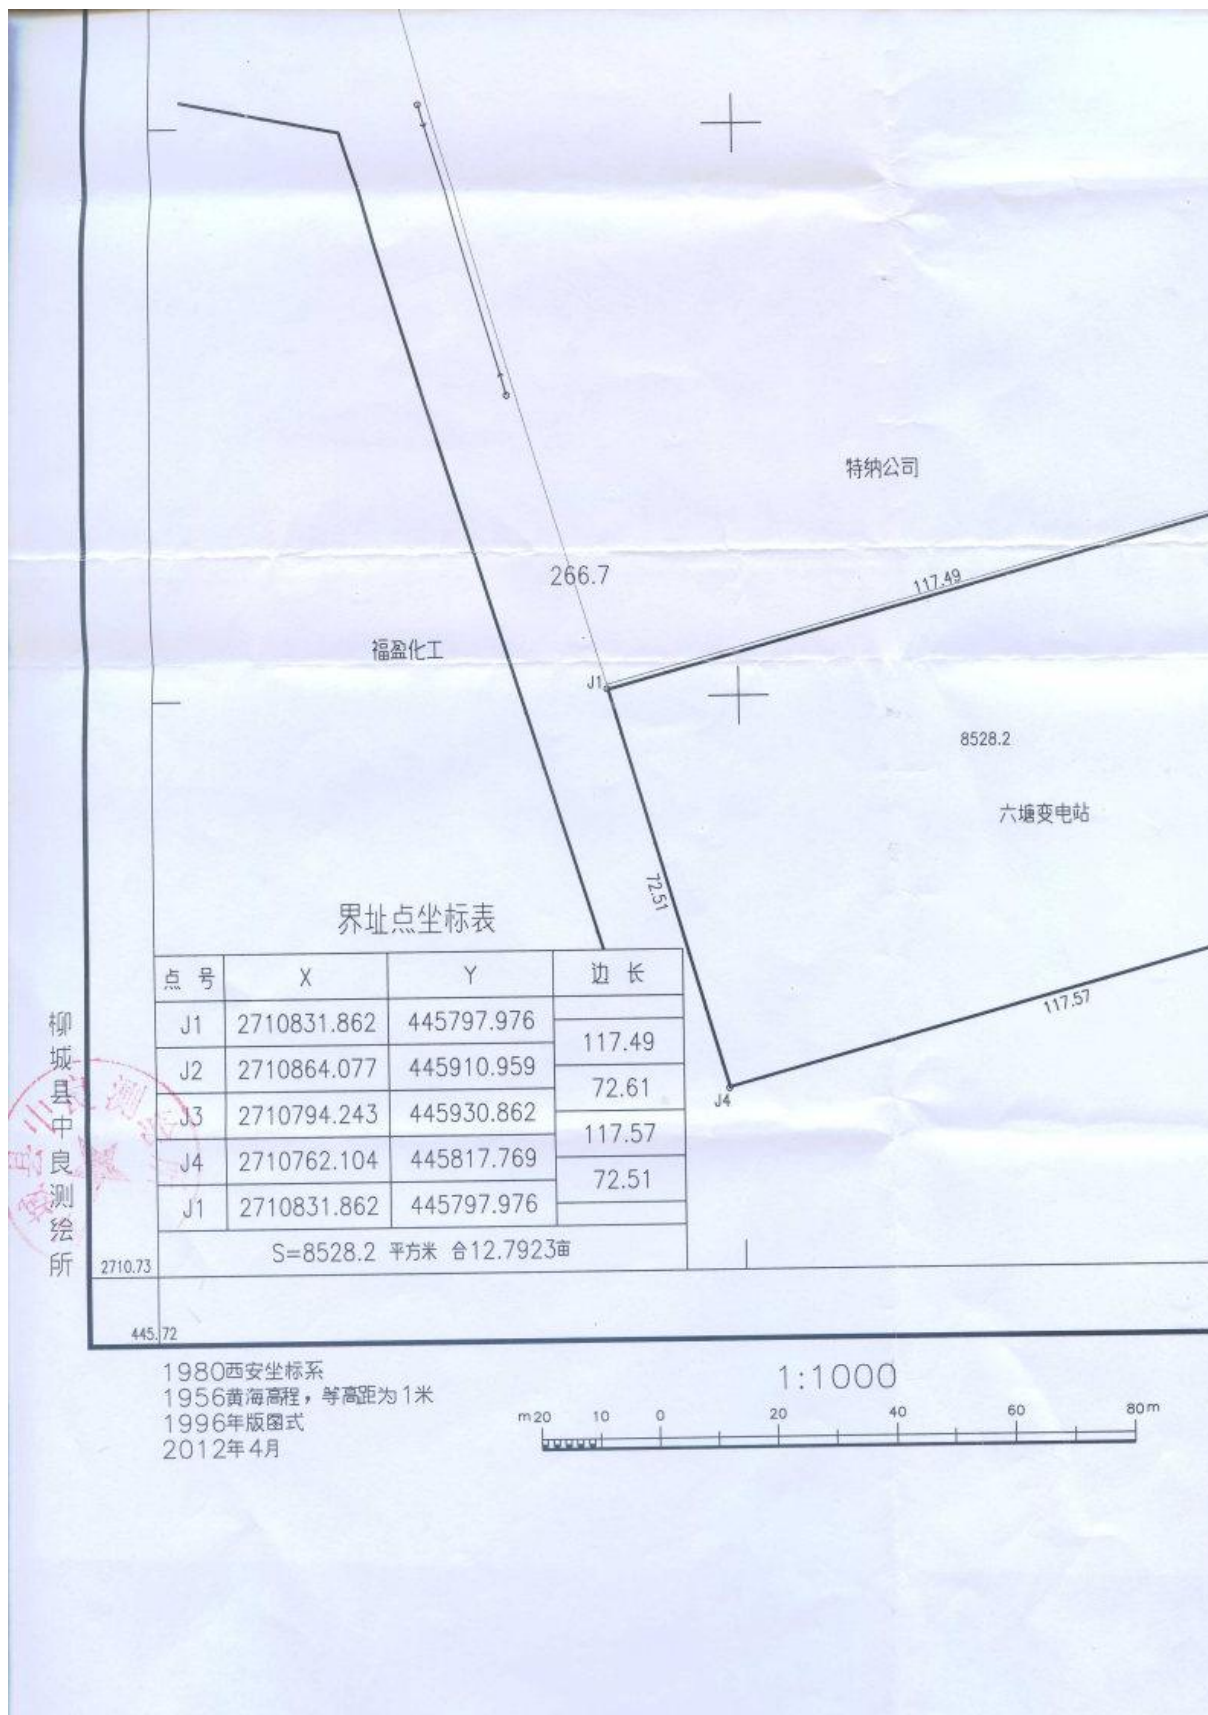 特纳公司
117.49
266.7
福盈化工
J1
8528.2
六塘变电站
72.51
117.57
J4
界址点坐标表
点号 X Y 边长
J1 2710831.862 445797.976
117.49
J2 2710864.077 445910.959
72.61
J3 2710794.243 445930.862
117.57
J4 2710762.104 445817.769
72.51
J1 2710831.862 445797.976
S=8528.2 平方米 合12.7923亩
柳城县中良测绘所
2710.73
445.72
1980西安坐标系
1956黄海高程，等高距为1米
1996年版图式
2012年4月
1:1000
m20 10 0 20 40 60 80m